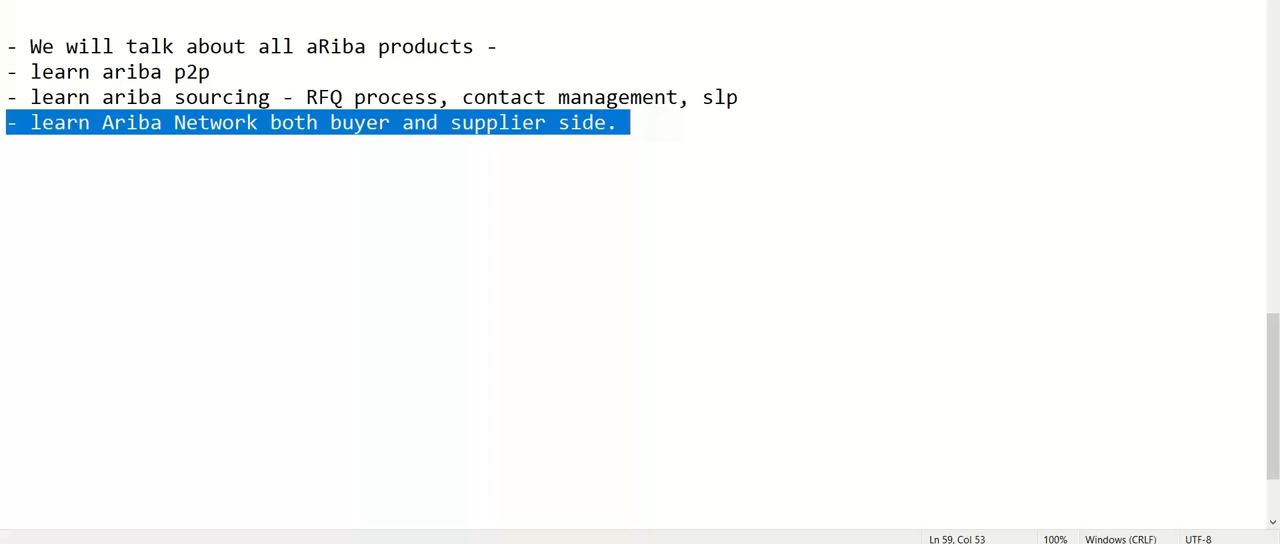 - We will talk about all aRiba products -
- learn ariba p2p
- learn ariba sourcing - RFQ process, contact management, slp
- learn Ariba Network both buyer and supplier side.
Ln 59, Col 53 100% Windows (CRLF) UTF-8